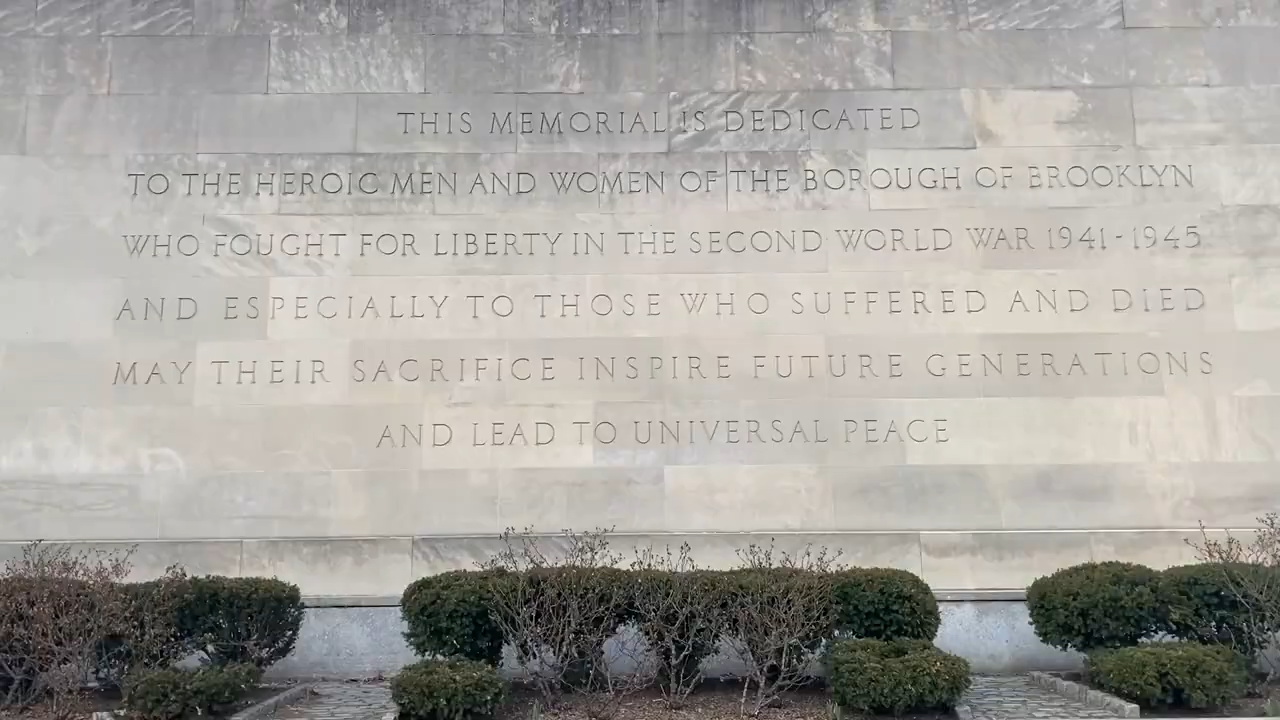 THIS MEMORIAL IS DEDICATED
TO THE HEROIC MEN AND WOMEN OF THE BOROUGH OF BROOKLYN
WHO FOUGHT FOR LIBERTY IN THE SECOND WORLD WAR 1941-1945
AND ESPECIALLY TO THOSE WHO SUFFERED AND DIED
MAY THEIR SACRIFICE INSPIRE FUTURE GENERATIONS
AND LEAD TO UNIVERSAL PEACE